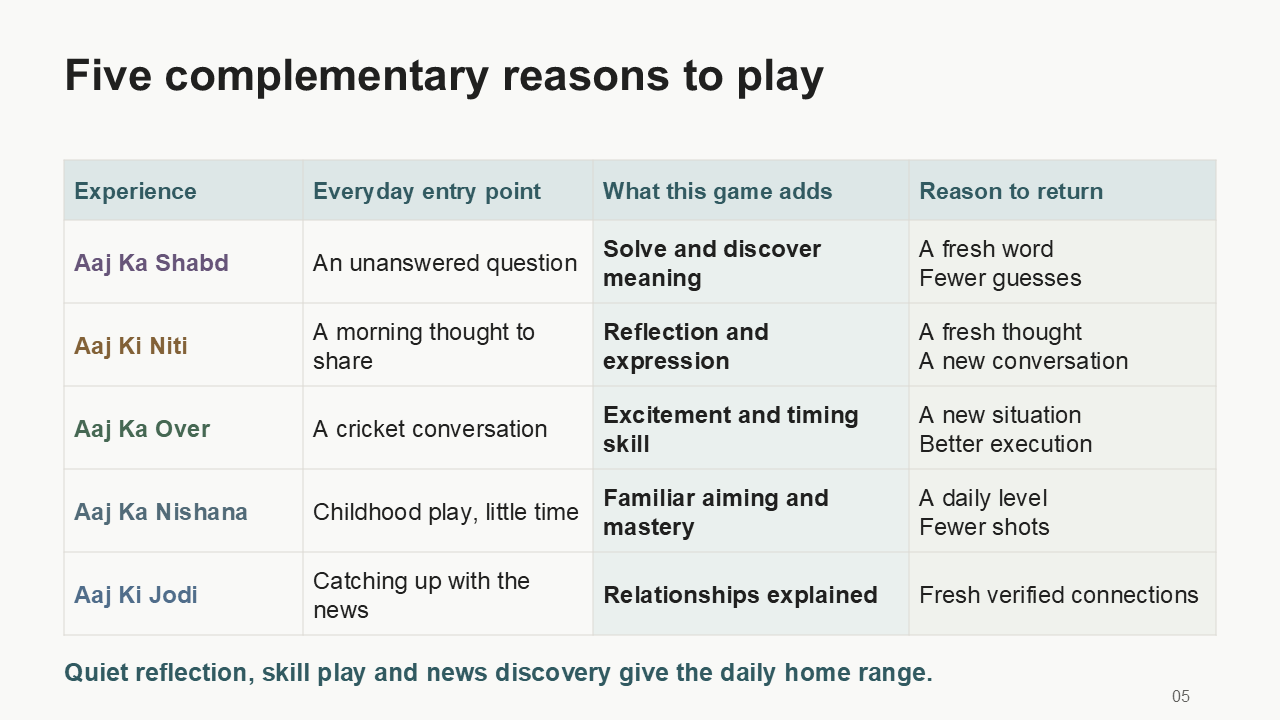 Five complementary reasons to play
Experience
Everyday entry point
What this game adds
Reason to return
Aaj Ka Shabd
An unanswered question
Solve and discover
meaning
A fresh word
Fewer guesses
Aaj Ki Niti
A morning thought to
share
Reflection and
expression
A fresh thought
A new conversation
Aaj Ka Over
A cricket conversation
Excitement and timing
skill
A new situation
Better execution
Aaj Ka Nishana
Childhood play, little time
Familiar aiming and
mastery
A daily level
Fewer shots
Aaj Ki Jodi
Catching up with the
news
Relationships explained
Fresh verified connections
Quiet reflection, skill play and news discovery give the daily home range.
05